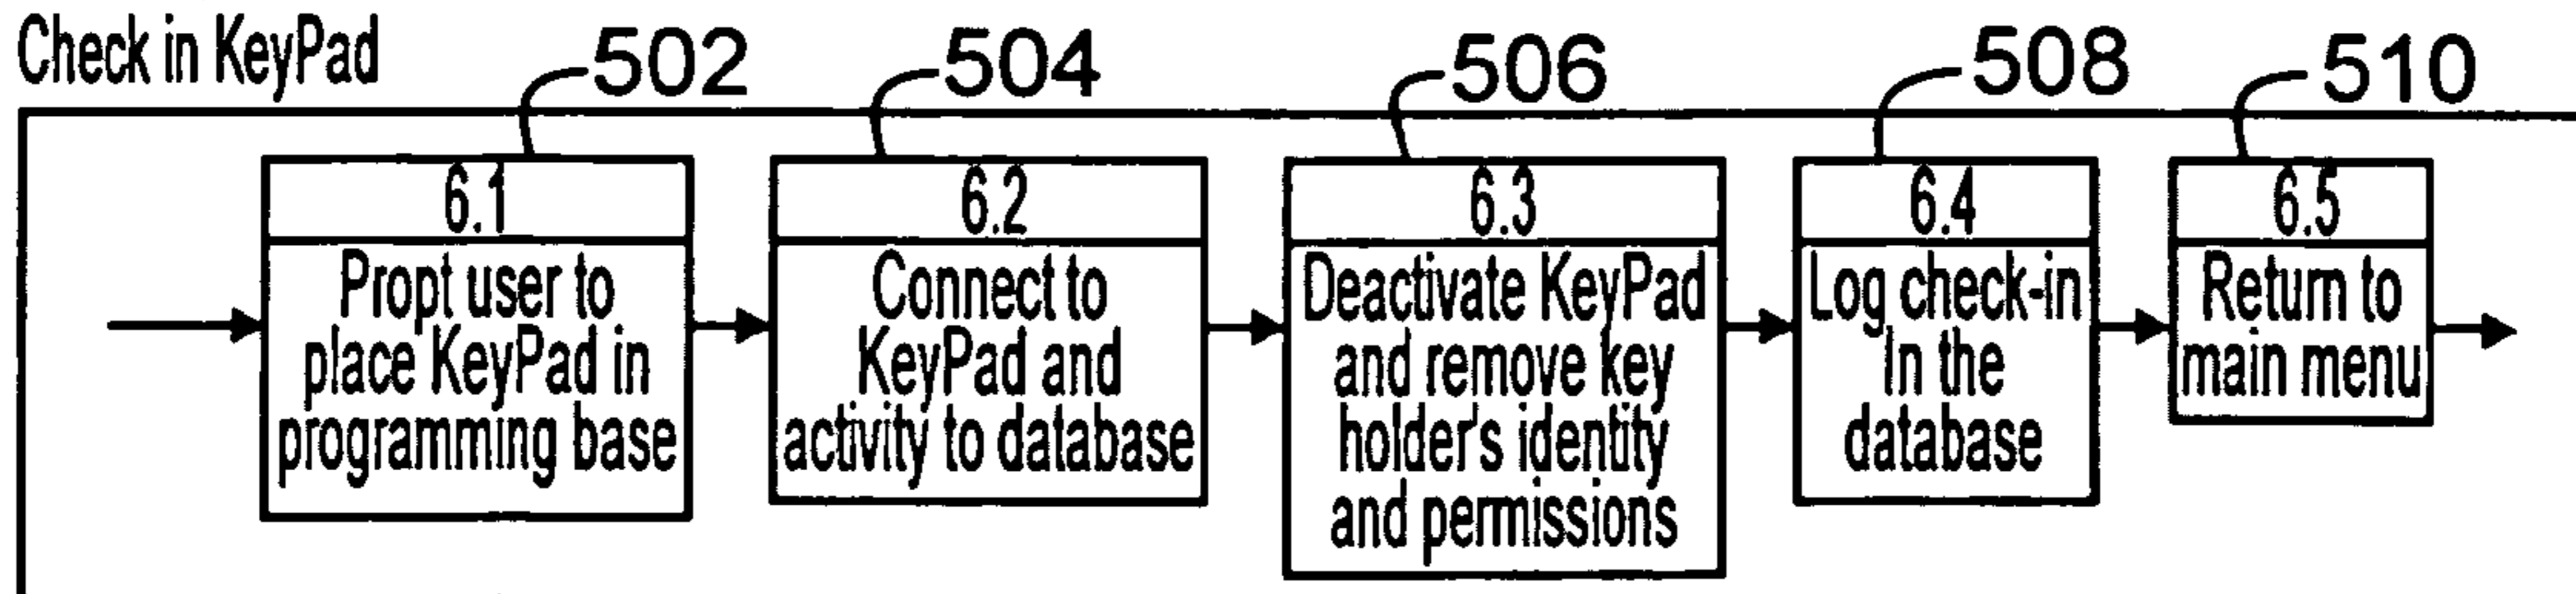 Check in KeyPad
502
504
506
508
510
6.1
Propt user to
place KeyPad in
programming base
6.2
Connect to
KeyPad and
activity to database
6.3
Deactivate KeyPad
and remove key
holder's identity
and permissions
6.4
Log check-in
In the
database
6.5
Return to
main menu